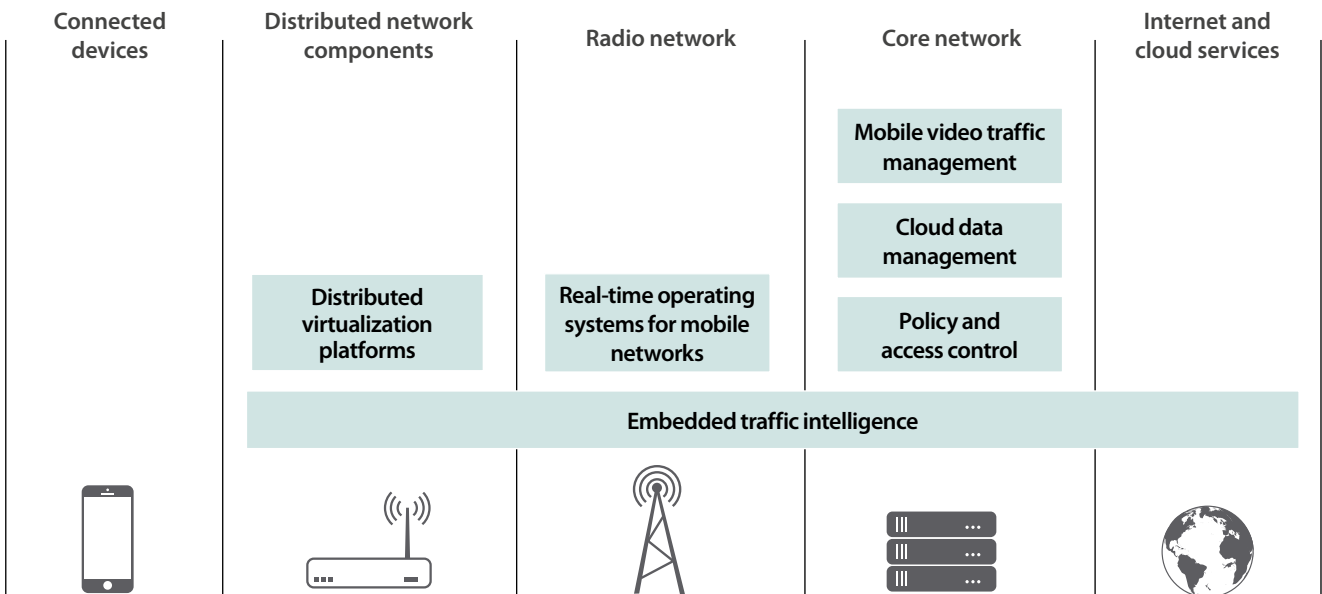 Connected
devices
Distributed network
components
Radio network
Core network
Internet and
cloud services
Mobile video traffic
management
Cloud data
management
Distributed
virtualization
platforms
Real-time operating
systems for mobile
networks
Policy and
access control
Embedded traffic intelligence